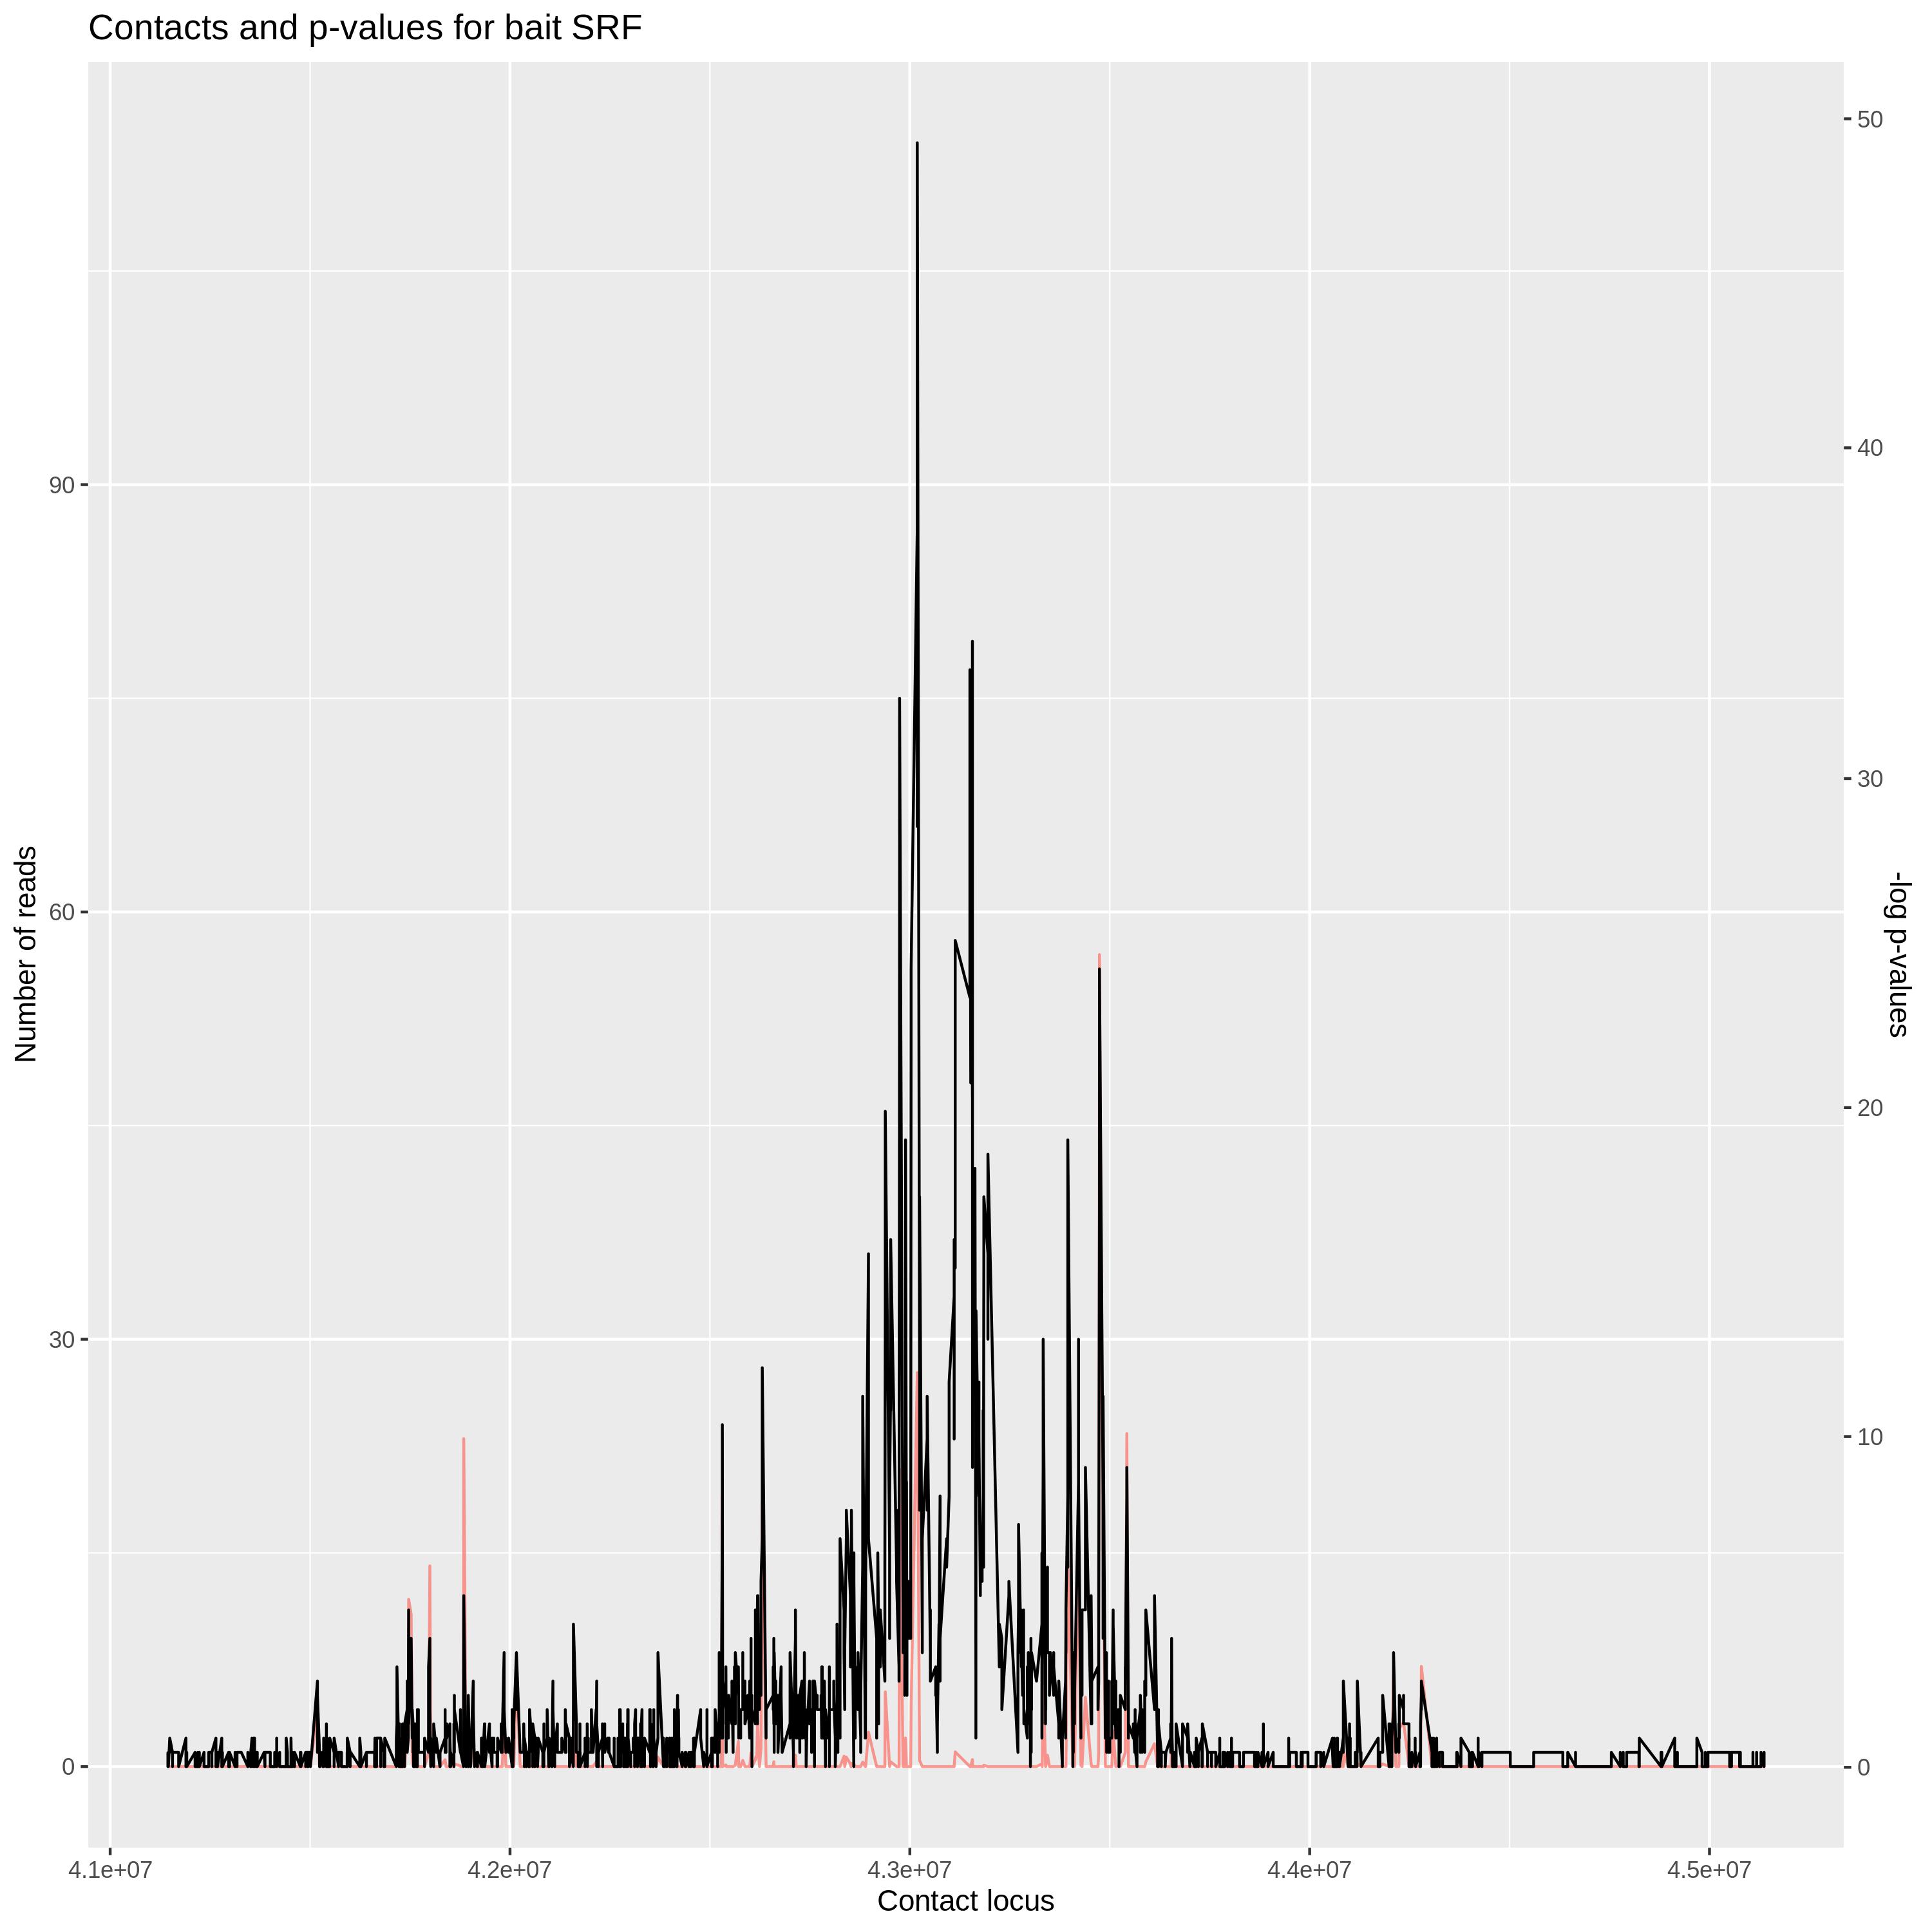 Contacts and p-values for bait SRF
50
40
90
30
Number of reads
60
-log p-values
20
30
10
0
0
4.1e+07
4.2e+07
4.3e+07
4.4e+07
4.5e+07
Contact locus